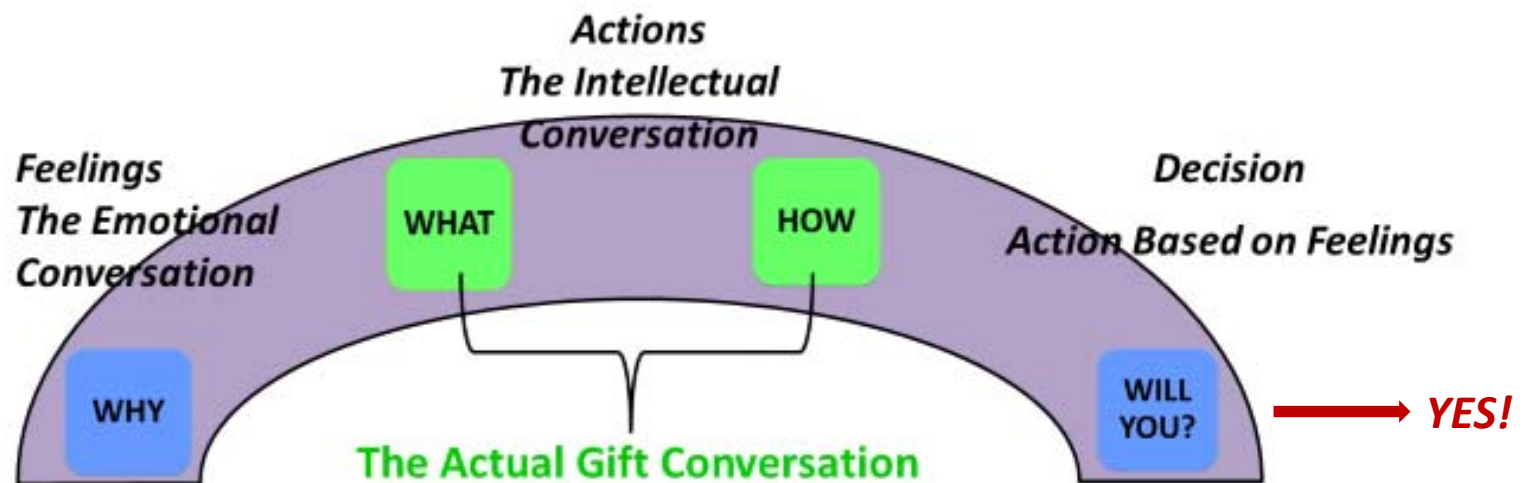 Actions
The Intellectual
Conversation
Feelings
The Emotional
Conversation
Decision
Action Based on Feelings
WHAT
HOW
WHY
WILL
YOU?
YES!
The Actual Gift Conversation